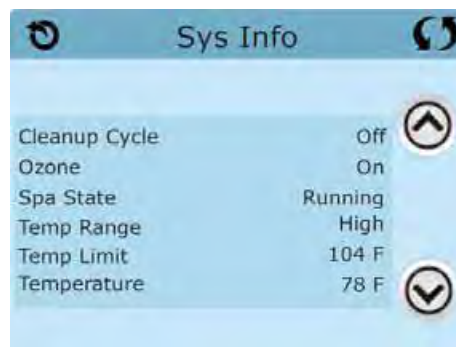 Sys Info
Cleanup Cycle Off
Ozone On
Spa State Running
Temp Range High
Temp Limit 104 F
Temperature 78 F